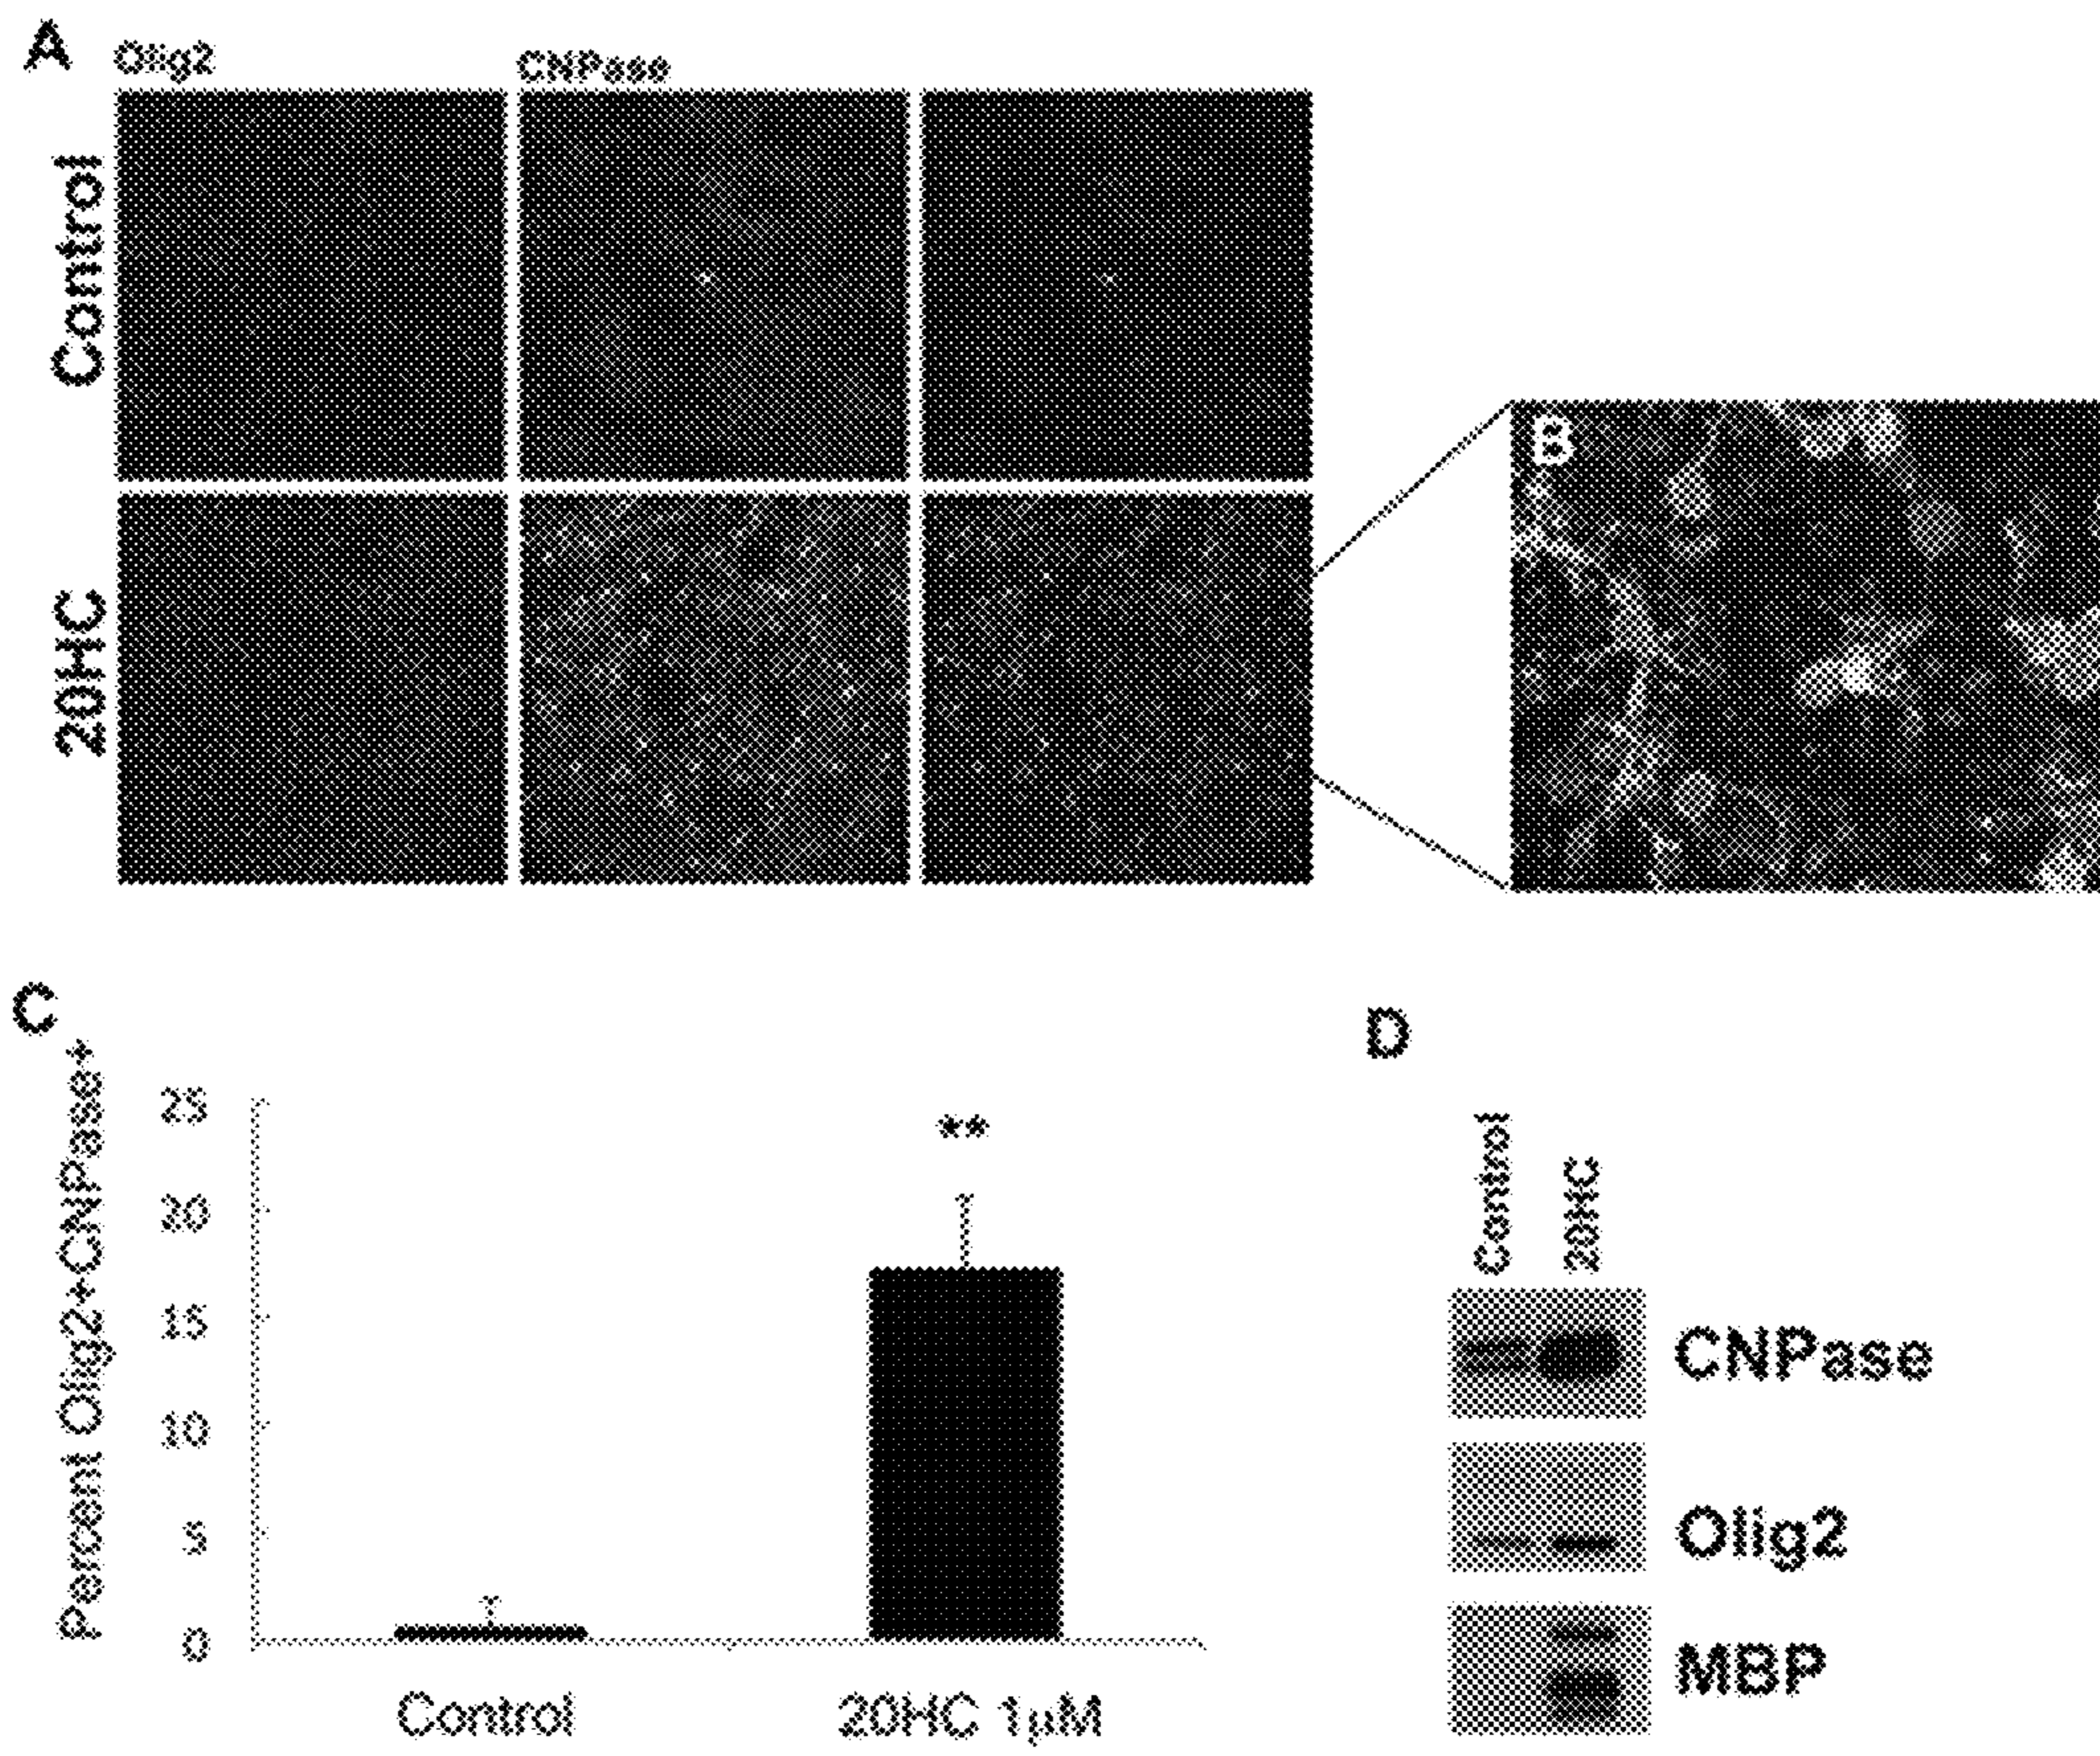 A
Olig2
CNPase
Control
20HC
B
C
Percent Olig2+CNPase+
25
20
15
10
5
0
**
Control
20HC 1µM
D
Control
20HC
CNPase
Olig2
MBP